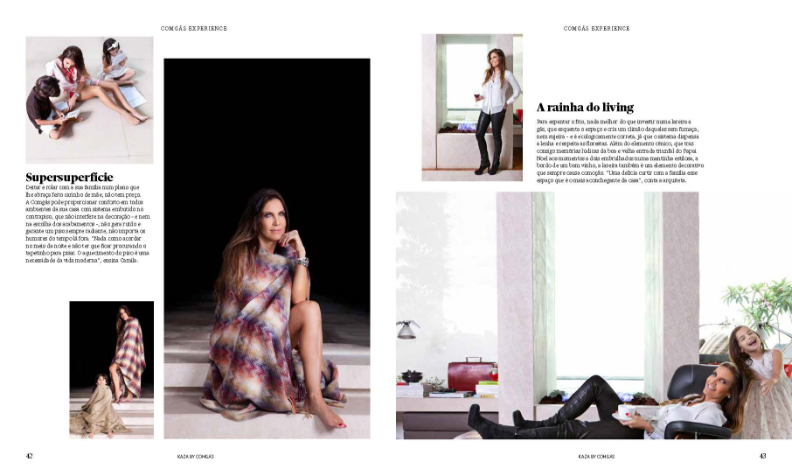 COMGÁS EXPERIENCE
Supersuperfície
Deitar e rolar com a sua família num piso que
lhe abraça feito carinho de mãe, não tem preço.
A Comgás pode proporcionar conforto em todos
ambientes de sua casa com sistema embutido no
contrapiso, que não interfere na decoração – e nem
na escolha dos acabamentos –, não gera ruído e
garante um piso sempre radiante, não importa os
humores do tempo lá fora. "Nada como acordar
no meio da noite e não ter que ficar procurando o
tapetinho para pisar. O aquecimento do piso é uma
necessidade da vida moderna", ensina Camila.
42
KAZA BY COMGÁS
COMGÁS EXPERIENCE
A rainha do living
Para espantar o frio, nada melhor do que investir numa lareira a
gás, que esquenta o espaço e cria um climão daqueles sem fumaça,
nem sujeira – e é ecologicamente correta, já que o sistema dispensa
a lenha e respeita as florestas. Além do elemento cênico, que traz
consigo memórias lúdicas da boa e velha entrada triunfal do Papai
Noel aos momentos a dois embrulhados numa mantinha estilosa, a
bordo de um bom vinho, a lareira também é um elemento decorativo
que sempre causa comoção. "Uma delícia curtir com a família esse
espaço que é o mais aconchegante da casa", conta a arquiteta.
KAZA BY COMGÁS
43